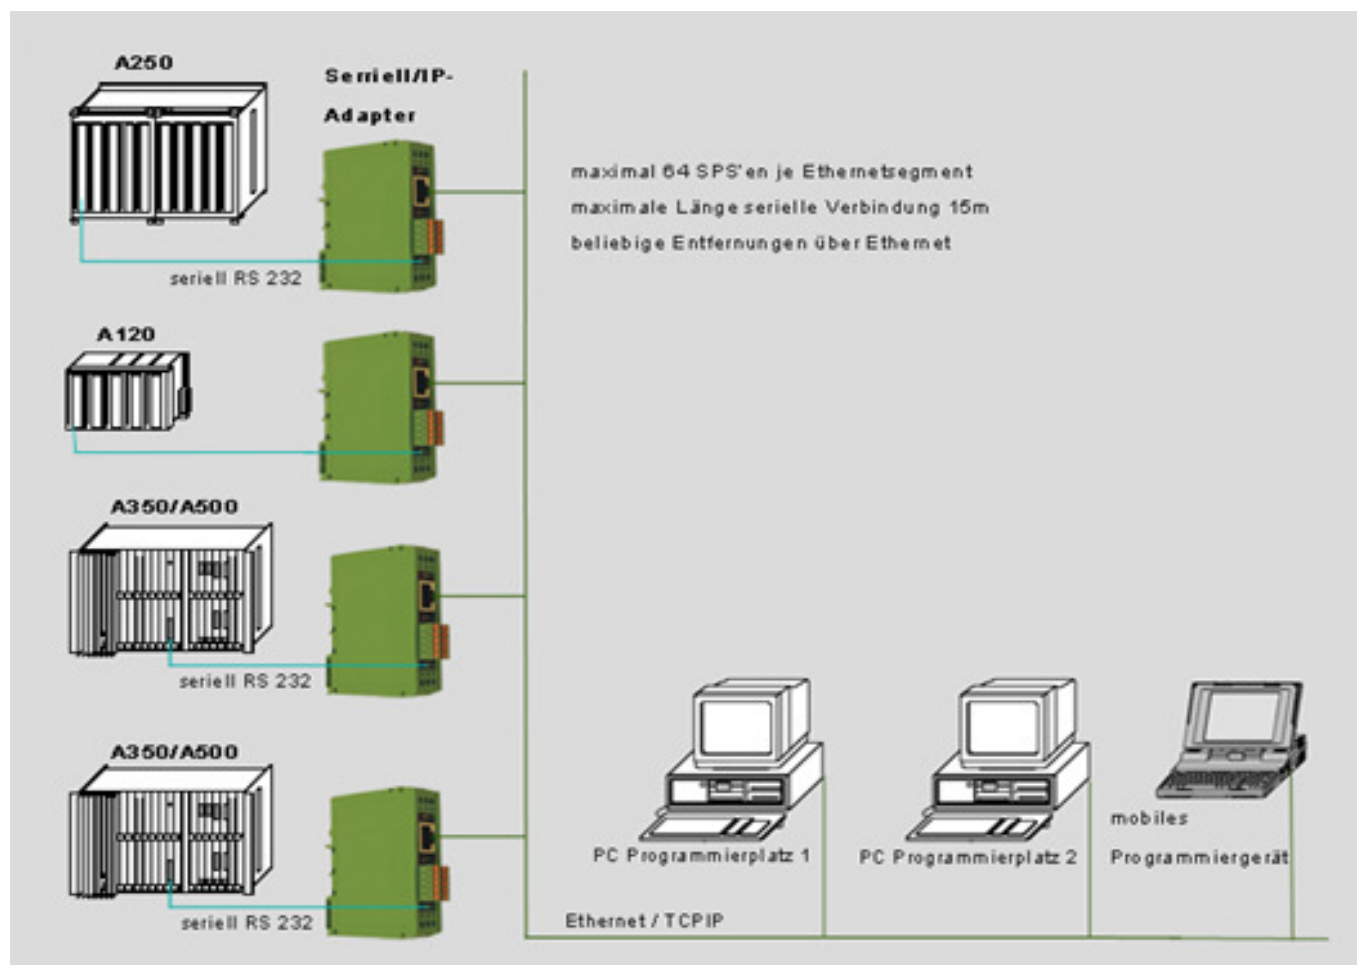 A250
Serriell/IP-
Adapter
maximal 64 SPS'en je Ethernetsegment
maximale Länge serielle Verbindung 15m
beliebige Entfernungen über Ethernet
seriell RS 232
A120
A350/A500
seriell RS 232
A350/A500
seriell RS 232
PC Programmierplatz 1
PC Programmierplatz 2
mobiles
Programmiergerät
Ethernet / TCPIP